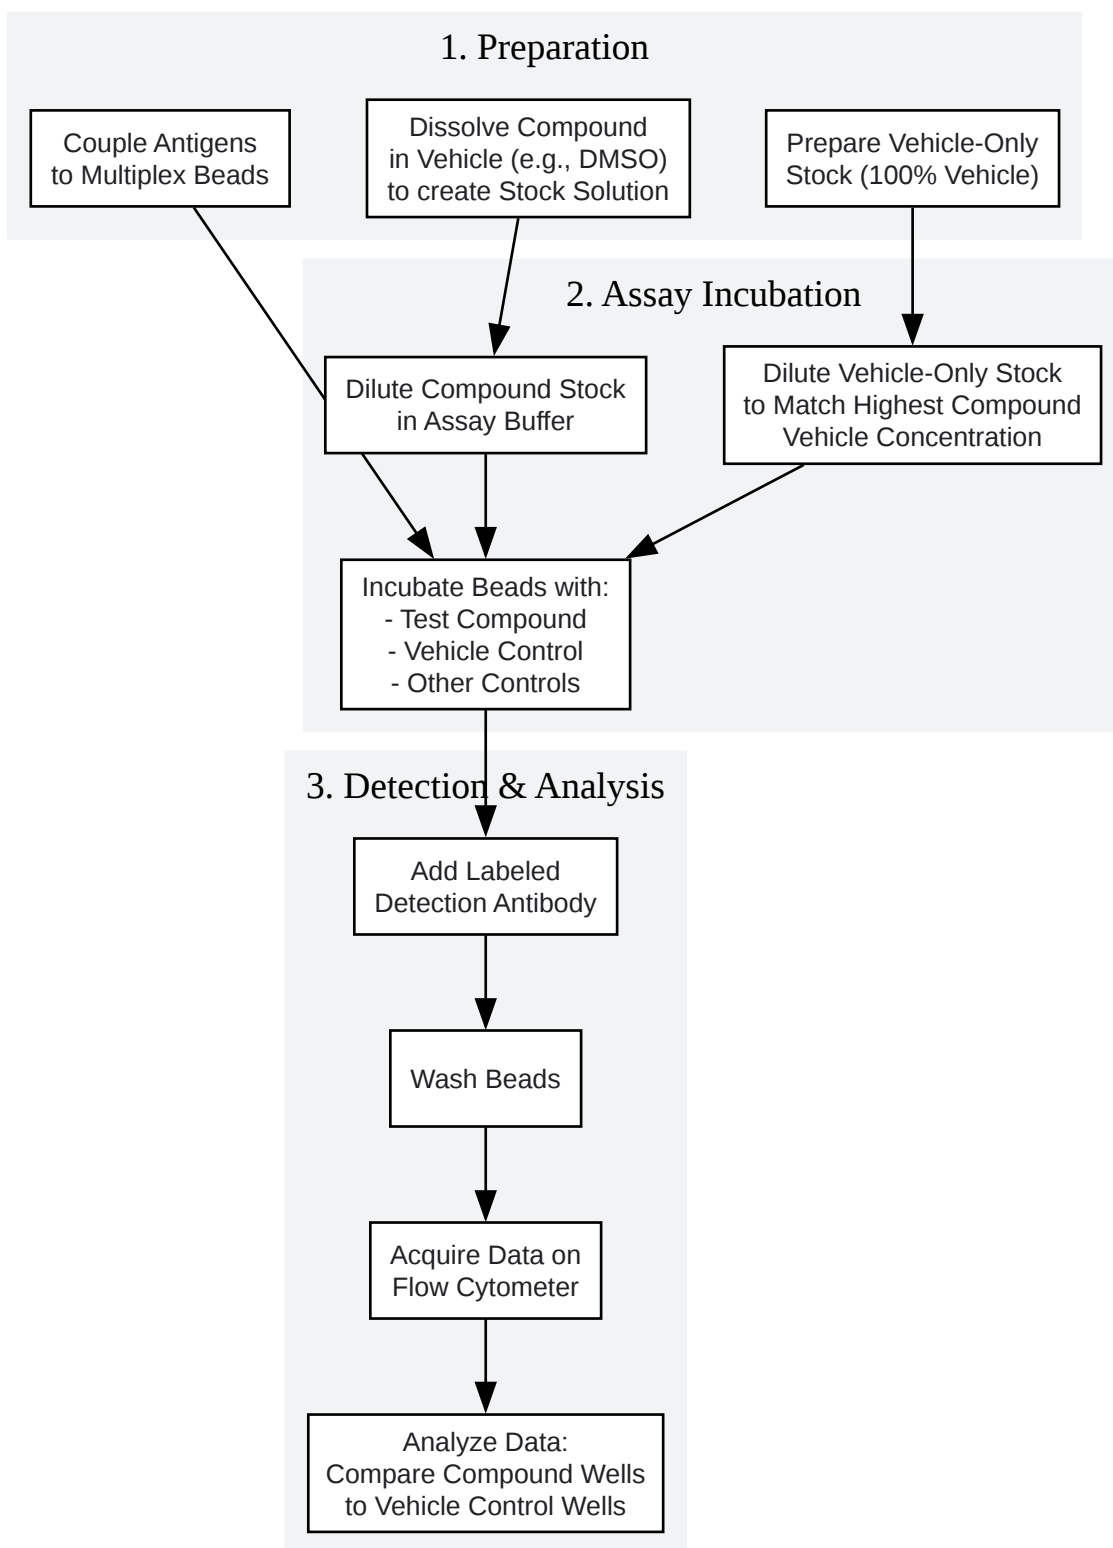 1. Preparation
Couple Antigens
to Multiplex Beads
Dissolve Compound
in Vehicle (e.g., DMSO)
to create Stock Solution
Prepare Vehicle-Only
Stock (100% Vehicle)
2. Assay Incubation
Dilute Compound Stock
in Assay Buffer
Dilute Vehicle-Only Stock
to Match Highest Compound
Vehicle Concentration
Incubate Beads with:
- Test Compound
- Vehicle Control
- Other Controls
3. Detection & Analysis
Add Labeled
Detection Antibody
Wash Beads
Acquire Data on
Flow Cytometer
Analyze Data:
Compare Compound Wells
to Vehicle Control Wells